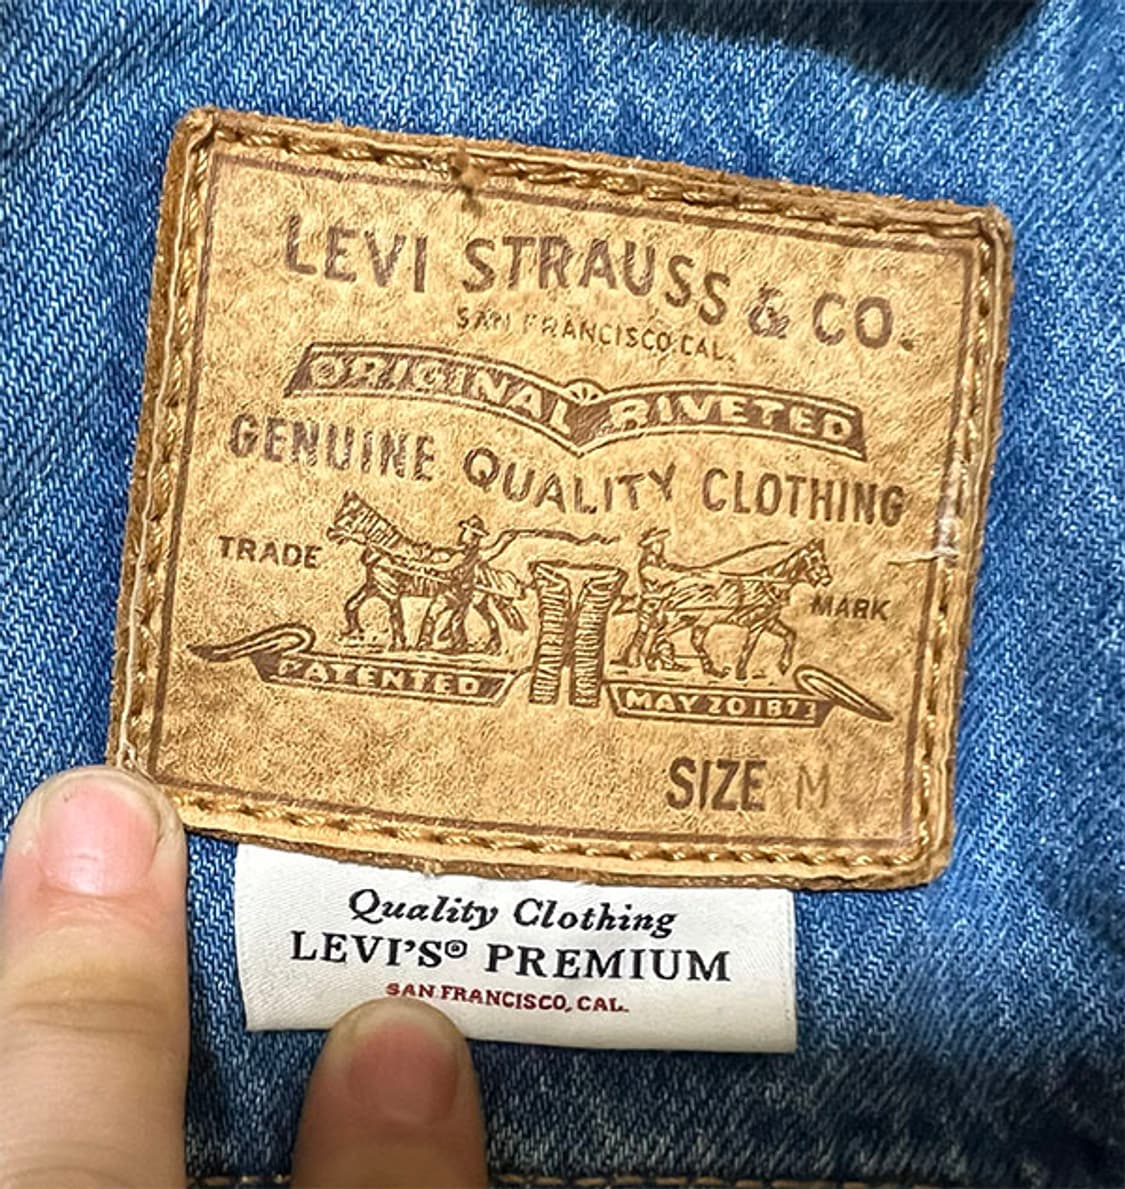 LEVI STRAUSS & CO.
SAN FRANCISCO CAL.
ORIGINAL RIVETED
GENUINE QUALITY CLOTHING
TRADE MARK
PATENTED MAY 20 1873
SIZE M
Quality Clothing
LEVI'S® PREMIUM
SAN FRANCISCO, CAL.